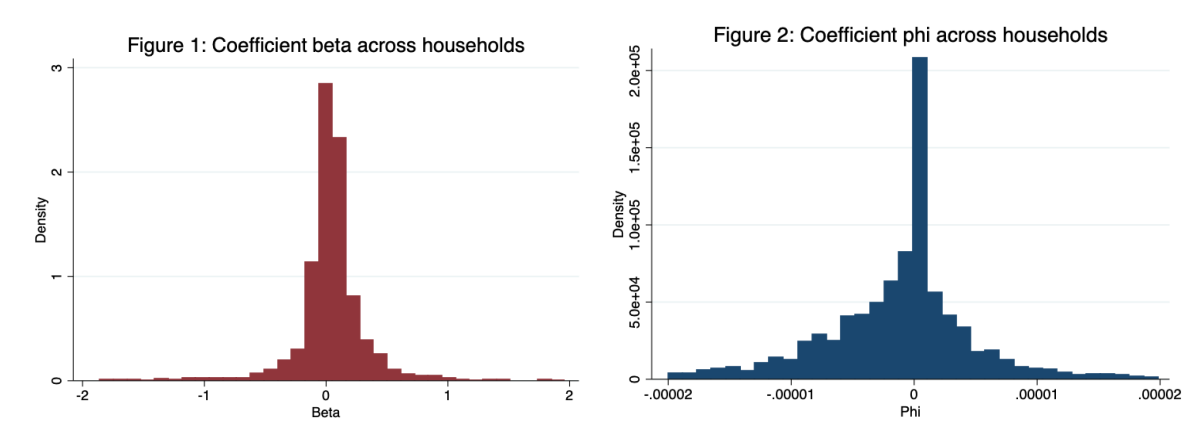 Figure 1: Coefficient beta across households
3
2
1
0
Density
-2 -1 0 1 2
Beta
Figure 2: Coefficient phi across households
2.0e+05
1.5e+05
1.0e+05
5.0e+04
0
Density
-.00002 -.00001 0 .00001 .00002
Phi